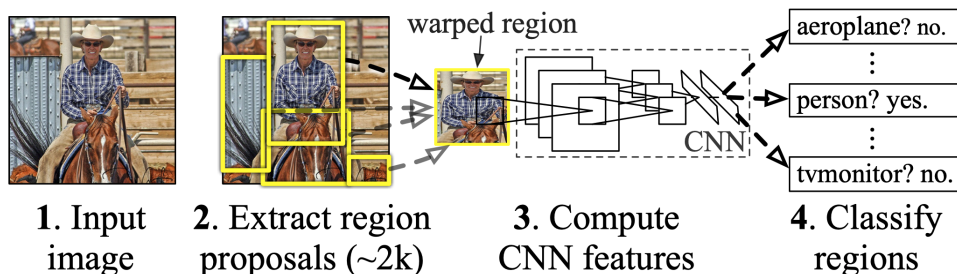 warped region
aeroplane? no.
person? yes.
CNN
tvmonitor? no.
1. Input
image
2. Extract region
proposals (~2k)
3. Compute
CNN features
4. Classify
regions